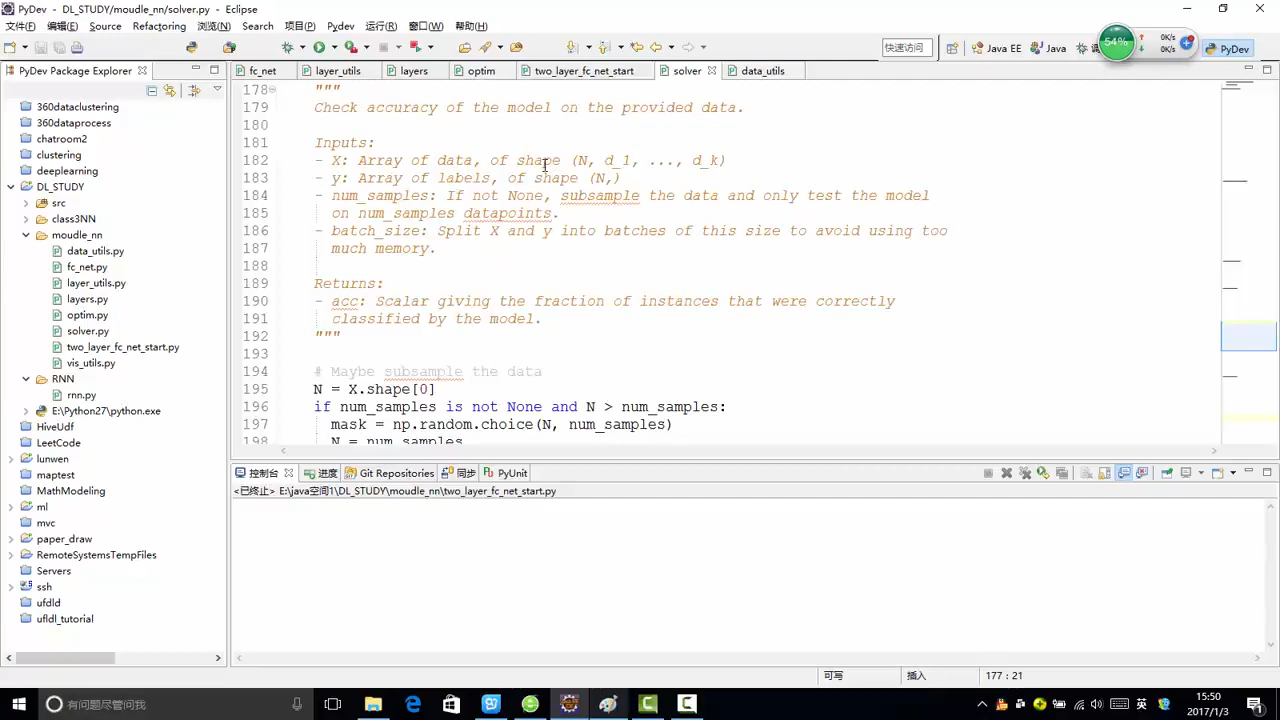 PyDev - DL_STUDY/moudle_nn/solver.py - Eclipse
文件(F) 编辑(E) Source Refactoring 浏览(N) Search 项目(P) Pydev 运行(R) 窗口(W) 帮助(H)
快速访问 Java EE Java PyDev
54% 0K/s
0K/s
PyDev Package Explorer
fc_net layer_utils layers optim two_layer_fc_net_start solver data_utils
360dataclustering
360dataprocess
chatroom2
clustering
deeplearning
DL_STUDY
src
class3NN
moudle_nn
data_utils.py
fc_net.py
layer_utils.py
layers.py
optim.py
solver.py
two_layer_fc_net_start.py
vis_utils.py
RNN
rnn.py
E:\Python27\python.exe
HiveUdf
LeetCode
lunwen
maptest
MathModeling
ml
mvc
paper_draw
RemoteSystemsTempFiles
Servers
ssh
ufdld
ufldl_tutorial
178 """
179 Check accuracy of the model on the provided data.
180
181 Inputs:
182 - X: Array of data, of shape (N, d_1, ..., d_k)
183 - y: Array of labels, of shape (N,)
184 - num_samples: If not None, subsample the data and only test the model
185 on num_samples datapoints.
186 - batch_size: Split X and y into batches of this size to avoid using too
187 much memory.
188
189 Returns:
190 - acc: Scalar giving the fraction of instances that were correctly
191 classified by the model.
192 """
193
194 # Maybe subsample the data
195 N = X.shape[0]
196 if num_samples is not None and N > num_samples:
197 mask = np.random.choice(N, num_samples)
198 N = num_samples
控制台 进度 Git Repositories 同步 PyUnit
<已终止> E:\java空间1\DL_STUDY\moudle_nn\two_layer_fc_net_start.py
可写 插入 177 : 21
有问题尽管问我
英
15:50
2017/1/3